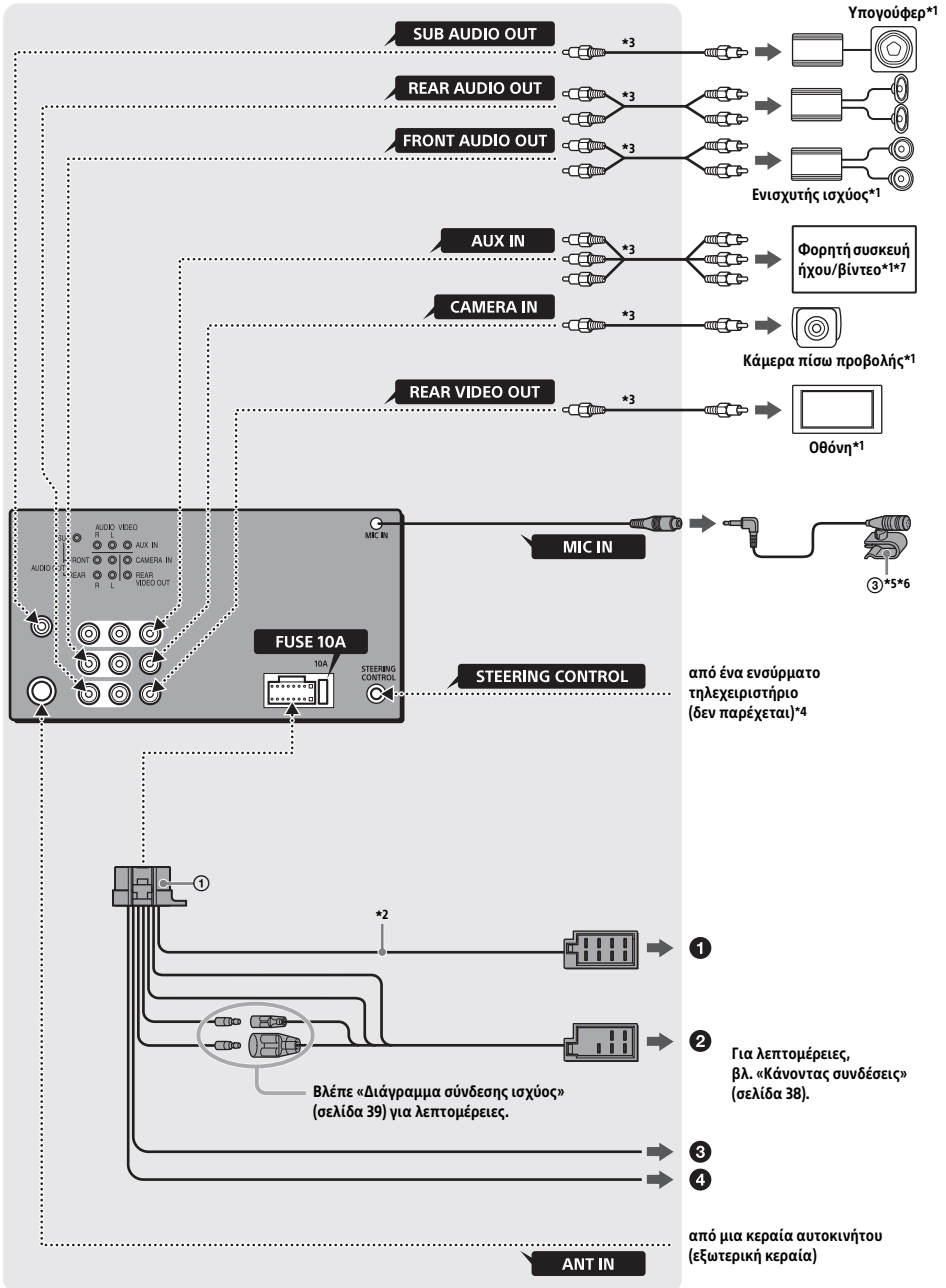 Υπογούφερ*1
SUB AUDIO OUT
*3
REAR AUDIO OUT
*3
FRONT AUDIO OUT
*3
Ενισχυτής ισχύος*1
AUX IN
*3
Φορητή συσκευή
ήχου/βίντεο*1*7
CAMERA IN
*3
Κάμερα πίσω προβολής*1
REAR VIDEO OUT
*3
Οθόνη*1
AUDIO VIDEO
R L
SUB
AUX IN
AUDIO OUT
FRONT
CAMERA IN
REAR
REAR
VIDEO OUT
R L
MIC IN
MIC IN
③*5*6
FUSE 10A
10A
STEERING
CONTROL
STEERING CONTROL
από ένα ενσύρματο
τηλεχειριστήριο
(δεν παρέχεται)*4
①
*2
❶
❷
Για λεπτομέρειες,
βλ. «Κάνοντας συνδέσεις»
(σελίδα 38).
Βλέπε «Διάγραμμα σύνδεσης ισχύος»
(σελίδα 39) για λεπτομέρειες.
❸
❹
από μια κεραία αυτοκινήτου
(εξωτερική κεραία)
ANT IN